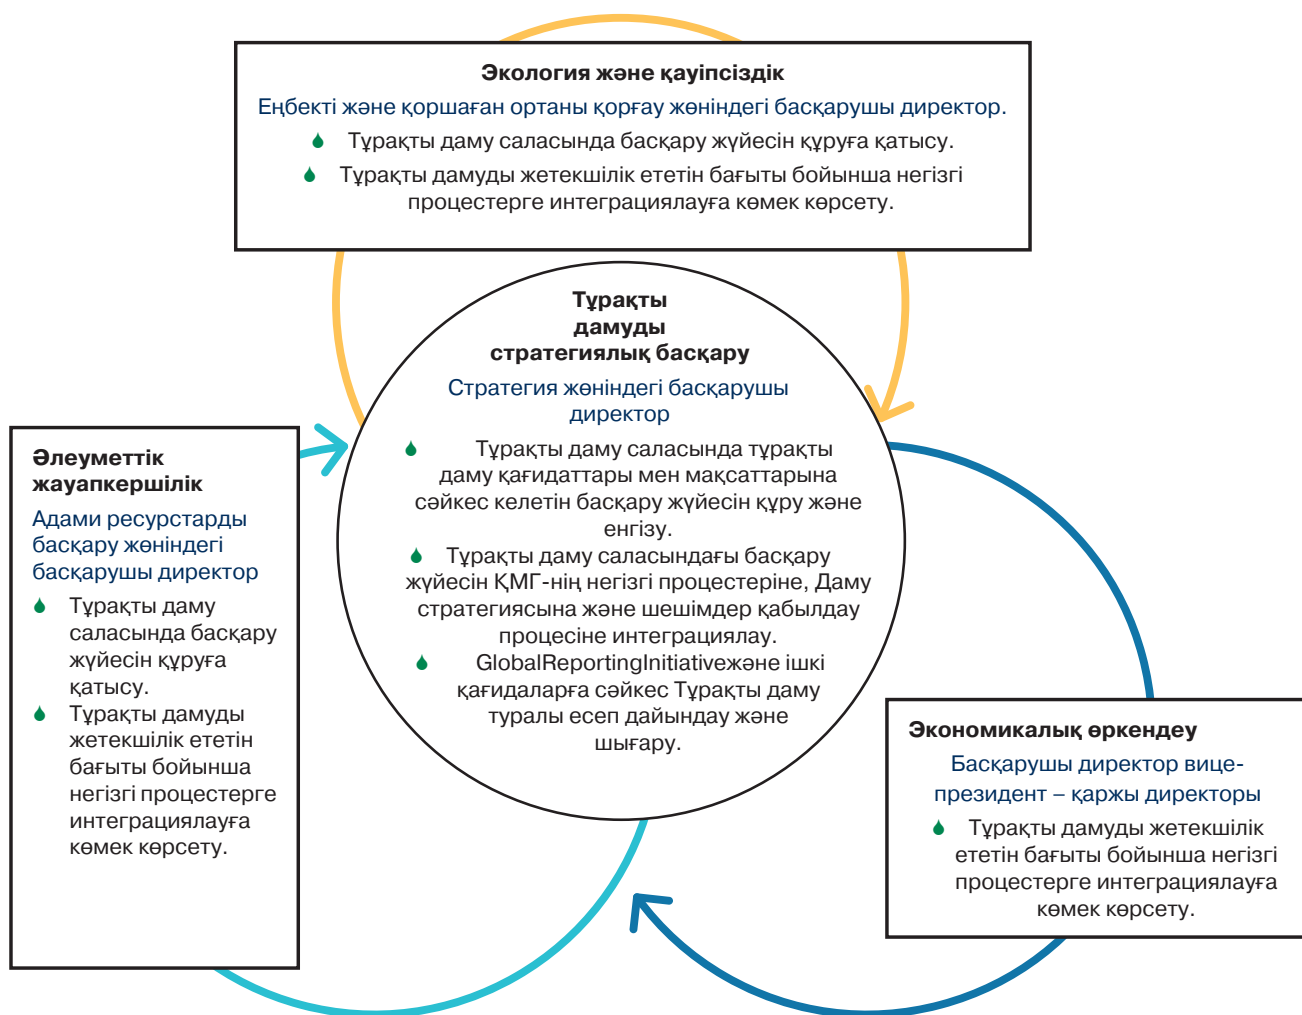 Экология және қауіпсіздік
Еңбекті және қоршаған ортаны қорғау жөніндегі басқарушы директор.
Тұрақты даму саласында басқару жүйесін құруға қатысу.
Тұрақты дамуды жетекшілік ететін бағыты бойынша негізгі
процестерге интеграциялауға көмек көрсету.
Тұрақты
дамуды
стратегиялық басқару
Стратегия жөніндегі басқарушы
директор
Тұрақты даму саласында тұрақты
даму қағидаттары мен мақсаттарына
сәйкес келетін басқару жүйесін құру және
енгізу.
Тұрақты даму саласындағы басқару
жүйесін ҚМГ-нің негізгі процестеріне, Даму
стратегиясына және шешімдер қабылдау
процесіне интеграциялау.
GlobalReportingInitiativeжәне ішкі
қағидаларға сәйкес Тұрақты даму
туралы есеп дайындау және
шығару.
Әлеуметтік
жауапкершілік
Адами ресурстарды
басқару жөніндегі
басқарушы директор
Тұрақты даму
саласында басқару
жүйесін құруға
қатысу.
Тұрақты дамуды
жетекшілік ететін
бағыты бойынша
негізгі процестерге
интеграциялауға
көмек көрсету.
Экономикалық өркендеу
Басқарушы директор вице-
президент – қаржы директоры
Тұрақты дамуды жетекшілік
ететін бағыты бойынша негізгі
процестерге интеграциялауға
көмек көрсету.